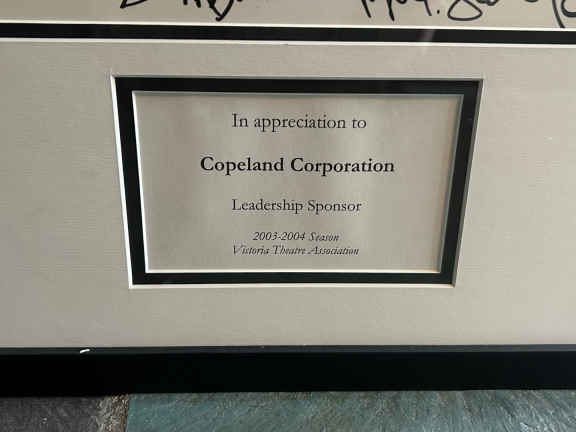 In appreciation to
Copeland Corporation
Leadership Sponsor
2003-2004 Season
Victoria Theatre Association